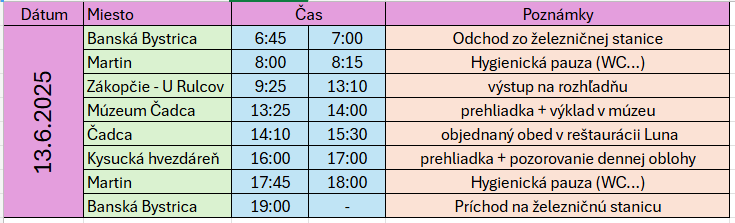 Dátum Miesto Čas Poznámky
13.6.2025
Banská Bystrica 6:45 7:00 Odchod zo železničnej stanice
Martin 8:00 8:15 Hygienická pauza (WC...)
Zákopčie - U Rulcov 9:25 13:10 výstup na rozhľadňu
Múzeum Čadca 13:25 14:00 prehliadka + výklad v múzeu
Čadca 14:10 15:30 objednaný obed v reštaurácii Luna
Kysucká hvezdáreň 16:00 17:00 prehliadka + pozorovanie dennej oblohy
Martin 17:45 18:00 Hygienická pauza (WC...)
Banská Bystrica 19:00 - Príchod na železničnú stanicu